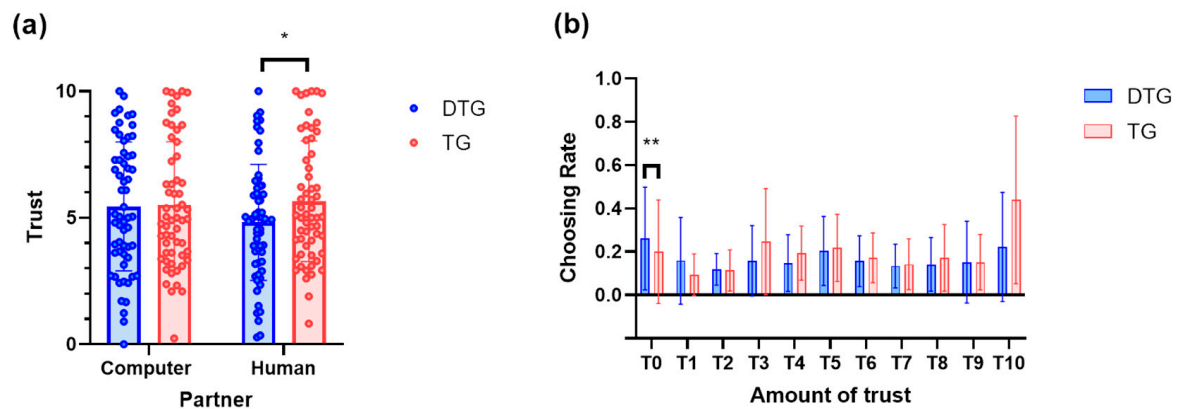 (a)
*
10
5
0
Trust
Computer
Human
Partner
DTG
TG
(b)
1.0
0.8
0.6
0.4
0.2
0.0
Choosing Rate
**
T0 T1 T2 T3 T4 T5 T6 T7 T8 T9 T10
Amount of trust
DTG
TG